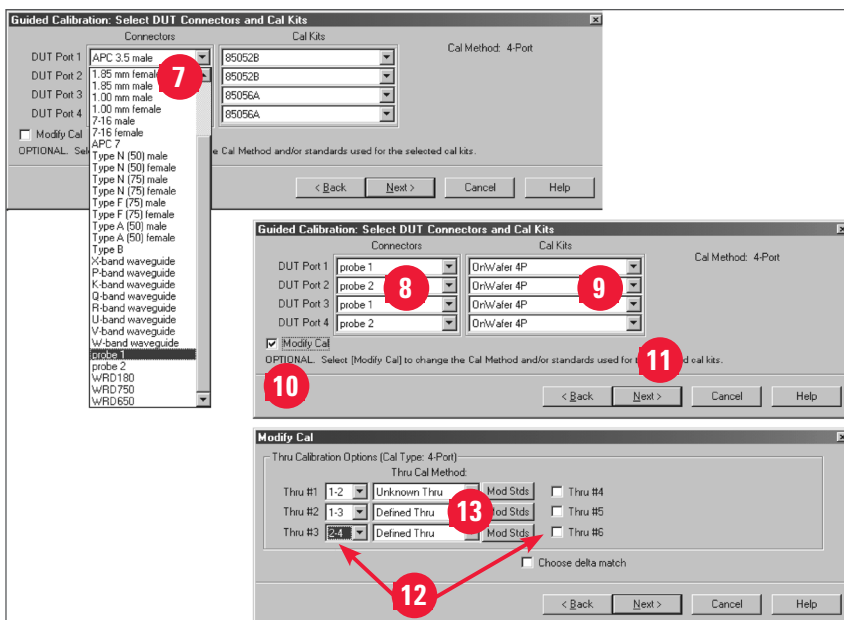 Guided Calibration: Select DUT Connectors and Cal Kits
Connectors
Cal Kits
Cal Method: 4-Port
DUT Port 1 APC 3.5 male 85052B
DUT Port 2 85052B
DUT Port 3 85056A
DUT Port 4 85056A
7
1.85 mm female
1.85 mm male
1.00 mm male
1.00 mm female
7-16 male
7-16 female
APC 7
Type N (50) male
Type N (50) female
Type N (75) male
Type N (75) female
Type F (75) male
Type F (75) female
Type A (50) male
Type A (50) female
Type B
X-band waveguide
P-band waveguide
K-band waveguide
Q-band waveguide
R-band waveguide
U-band waveguide
V-band waveguide
W-band waveguide
probe 1
probe 2
WRD180
WRD750
WRD650
Modify Cal
OPTIONAL. Cal Method and/or standards used for the selected cal kits.
< Back Next > Cancel Help
Guided Calibration: Select DUT Connectors and Cal Kits
Connectors
Cal Kits
Cal Method: 4-Port
DUT Port 1 probe 1 OnWafer 4P
DUT Port 2 probe 2 OnWafer 4P
DUT Port 3 probe 1 OnWafer 4P
DUT Port 4 probe 2 OnWafer 4P
8
9
Modify Cal
OPTIONAL. Select [Modify Cal] to change the Cal Method and/or standards used for cal kits.
10
11
< Back Next > Cancel Help
Modify Cal
Thru Calibration Options (Cal Type: 4-Port)
Thru Cal Method:
Thru #1 1-2 Unknown Thru Mod Stds Thru #4
Thru #2 1-3 Defined Thru Mod Stds Thru #5
Thru #3 2-4 Defined Thru Mod Stds Thru #6
13
Choose delta match
12
< Back Next > Cancel Help